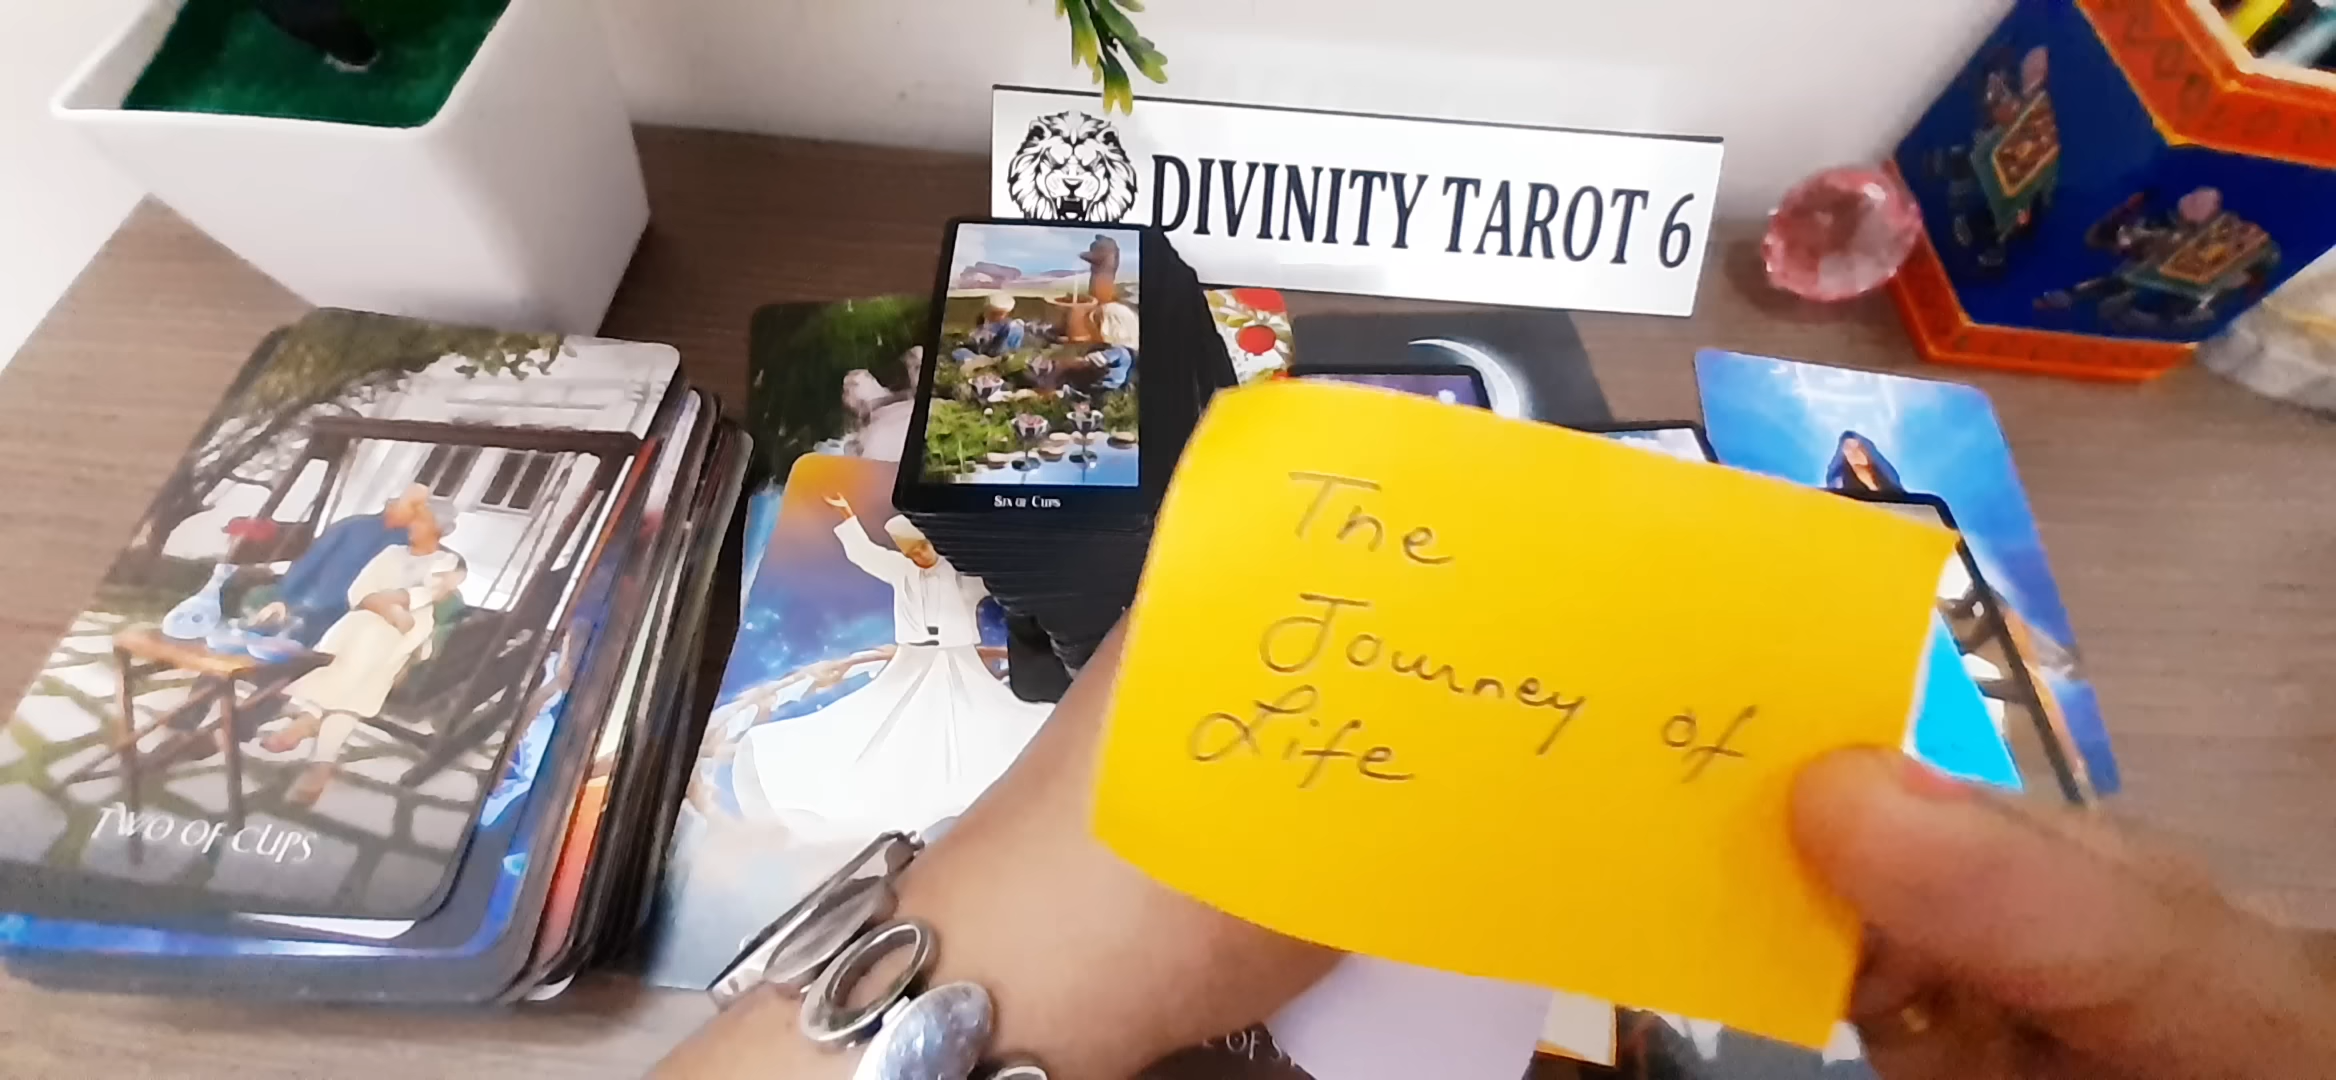 DIVINITY TAROT 6
SIX OF CUPS
The
Journey of
Life
TWO OF CUPS